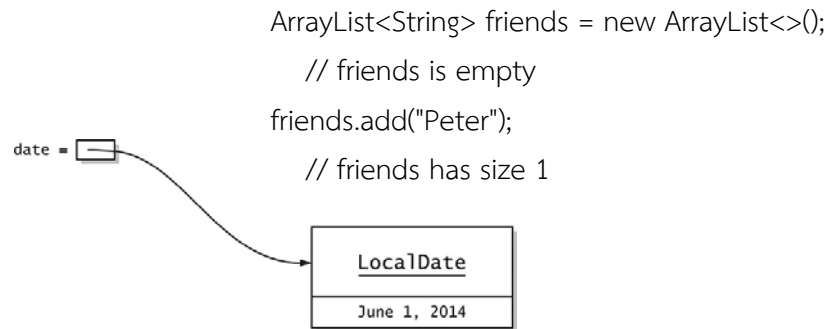 ArrayList<String> friends = new ArrayList<>();
// friends is empty
friends.add("Peter");
// friends has size 1
date =
LocalDate
June 1, 2014